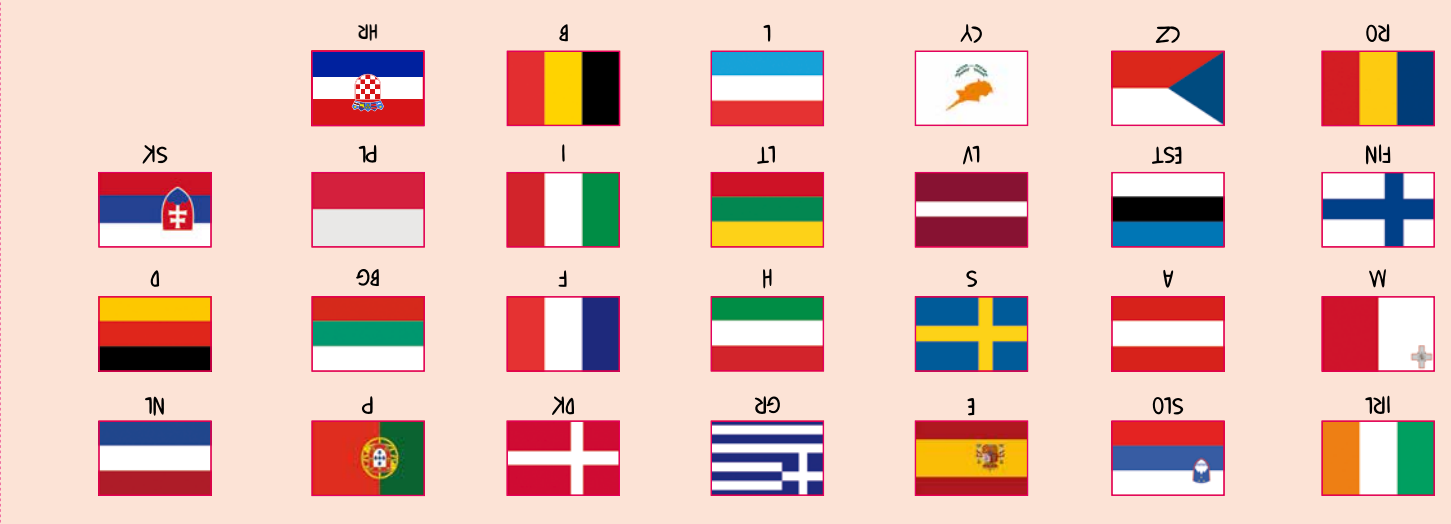 IRL SLO E GR DK P NL
M A S H F BG D
FIN EST LV LT I PL SK
RO CZ CY L B HR